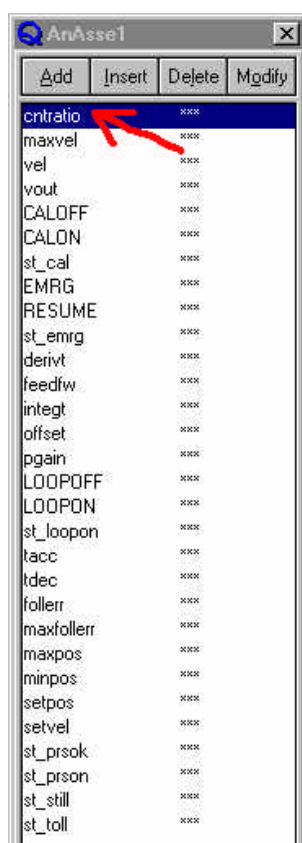 AnAsse1
Add Insert Delete Modify
cntratio ***
maxvel ***
vel ***
vout ***
CALOFF ***
CALON ***
st_cal ***
EMRG ***
RESUME ***
st_emrg ***
derivt ***
feedfw ***
integt ***
offset ***
pgain ***
LOOPOFF ***
LOOPON ***
st_loopon ***
tacc ***
tdec ***
follerr ***
maxfollerr ***
maxpos ***
minpos ***
setpos ***
setvel ***
st_prsok ***
st_prson ***
st_still ***
st_toll ***